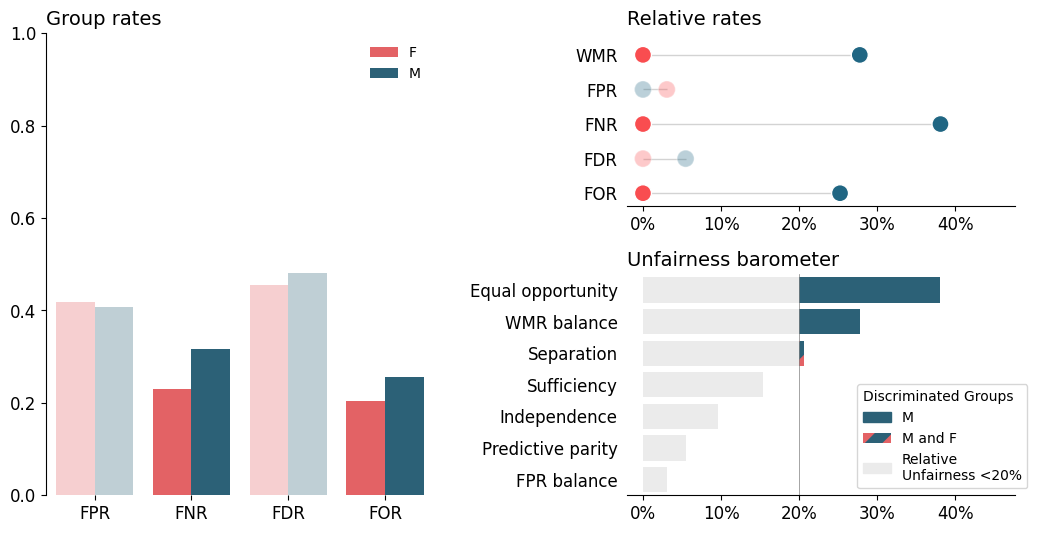 Group rates
1.0
0.8
0.6
0.4
0.2
0.0
F
M
FPR
FNR
FDR
FOR
Relative rates
WMR
FPR
FNR
FDR
FOR
0%
10%
20%
30%
40%
Unfairness barometer
Equal opportunity
WMR balance
Separation
Sufficiency
Independence
Predictive parity
FPR balance
Discriminated Groups
M
M and F
Relative
Unfairness <20%
0%
10%
20%
30%
40%